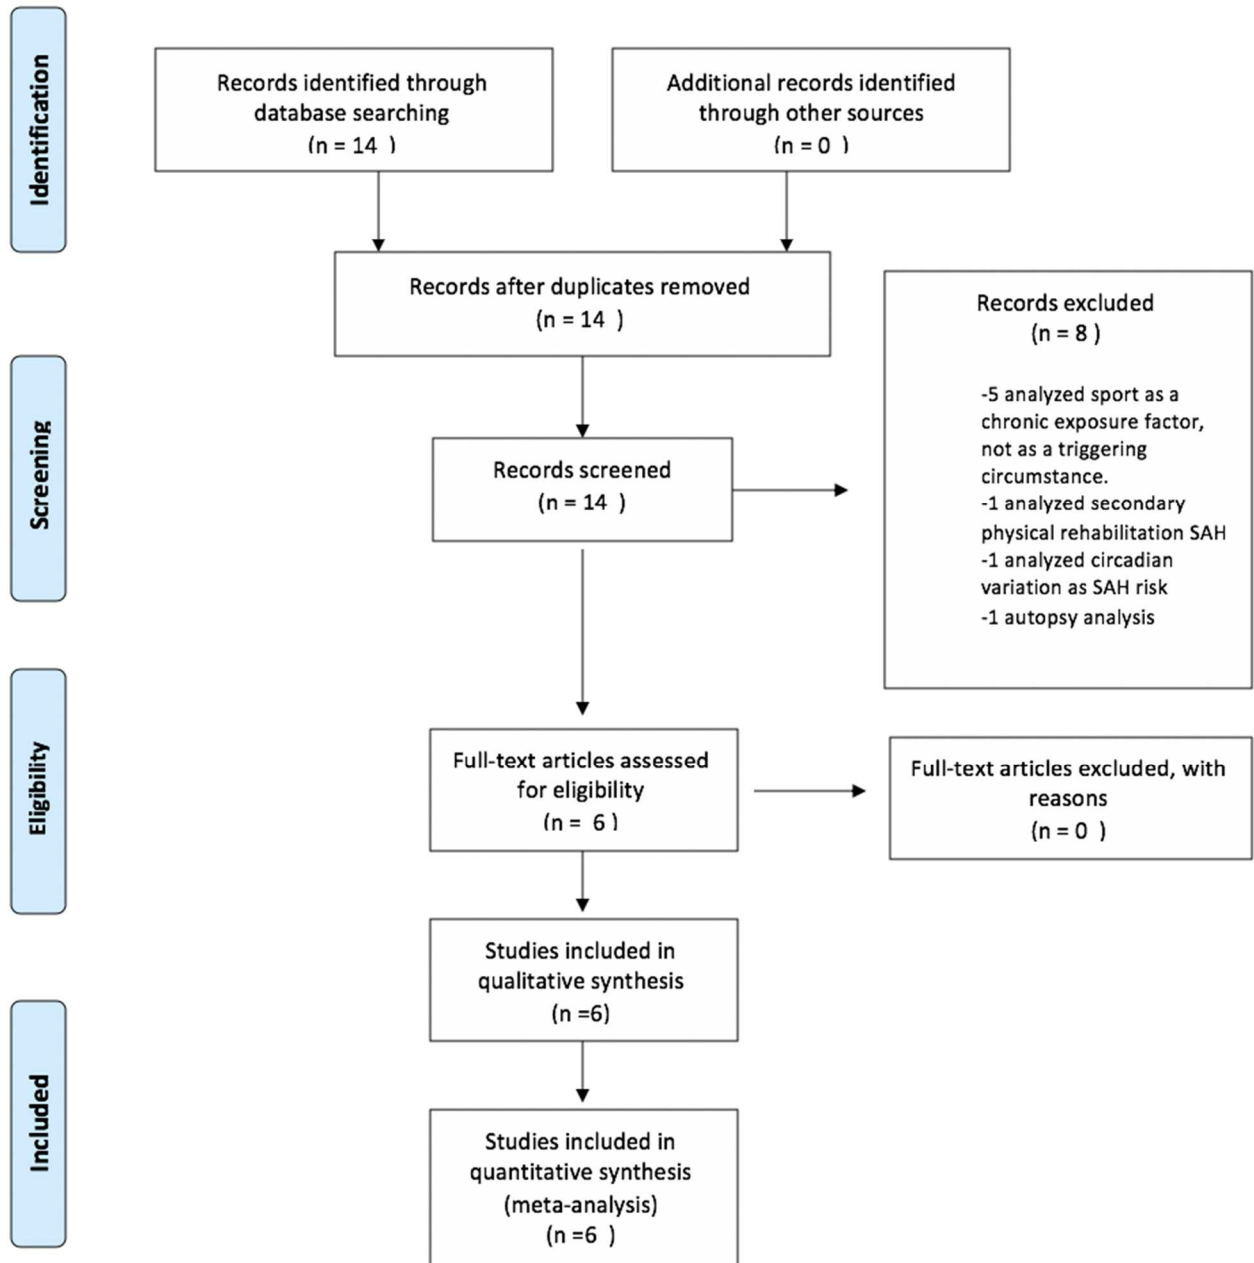 Identification
Records identified through
database searching
(n = 14  )
Additional records identified
through other sources
(n = 0  )
Records after duplicates removed
(n = 14  )
Screening
Records screened
(n = 14  )
Records excluded
(n = 8 )
-5 analyzed sport as a
chronic exposure factor,
not as a triggering
circumstance.
-1 analyzed secondary
physical rehabilitation SAH
-1 analyzed circadian
variation as SAH risk
-1 autopsy analysis
Eligibility
Full-text articles assessed
for eligibility
(n =  6 )
Full-text articles excluded, with
reasons
(n = 0  )
Included
Studies included in
qualitative synthesis
(n =6)
Studies included in
quantitative synthesis
(meta-analysis)
(n =6  )